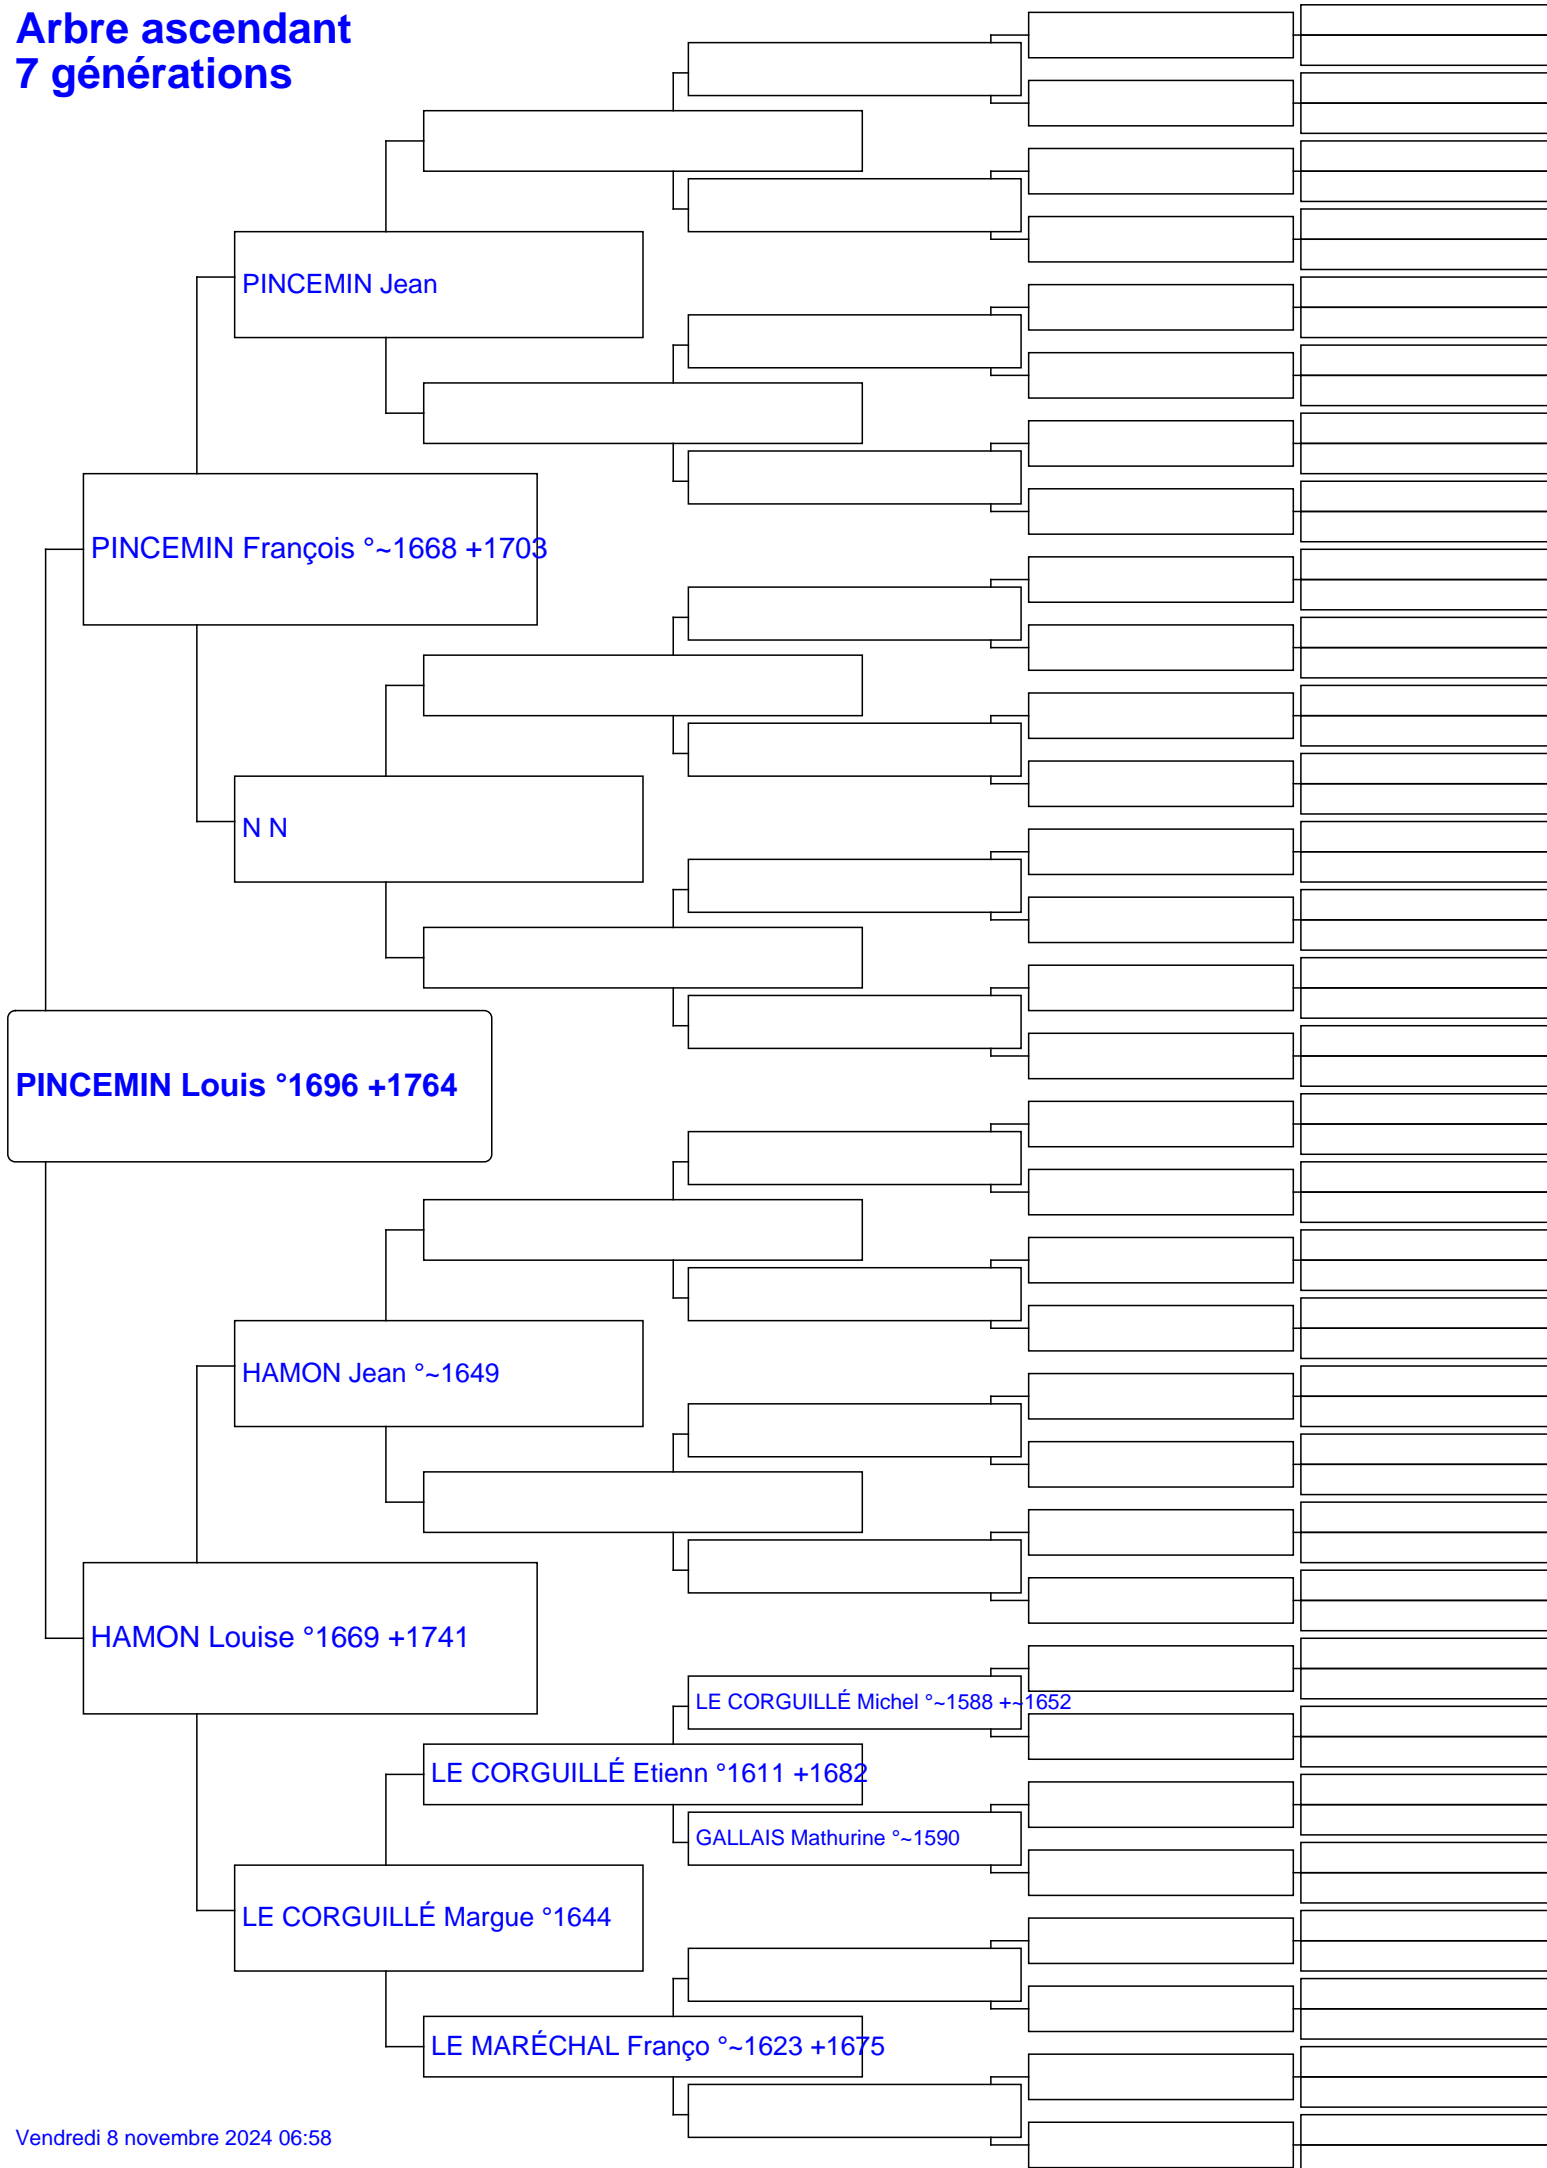 Arbre ascendant
7 générations
PINCEMIN Jean
PINCEMIN François °~1668 +1703
N N
PINCEMIN Louis °1696 +1764
HAMON Jean °~1649
HAMON Louise °1669 +1741
LE CORGUILLÉ Michel °~1588 +~1652
LE CORGUILLÉ Etienn °1611 +1682
GALLAIS Mathurine °~1590
LE CORGUILLÉ Margue °1644
LE MARÉCHAL Franço °~1623 +1675
Vendredi 8 novembre 2024 06:58